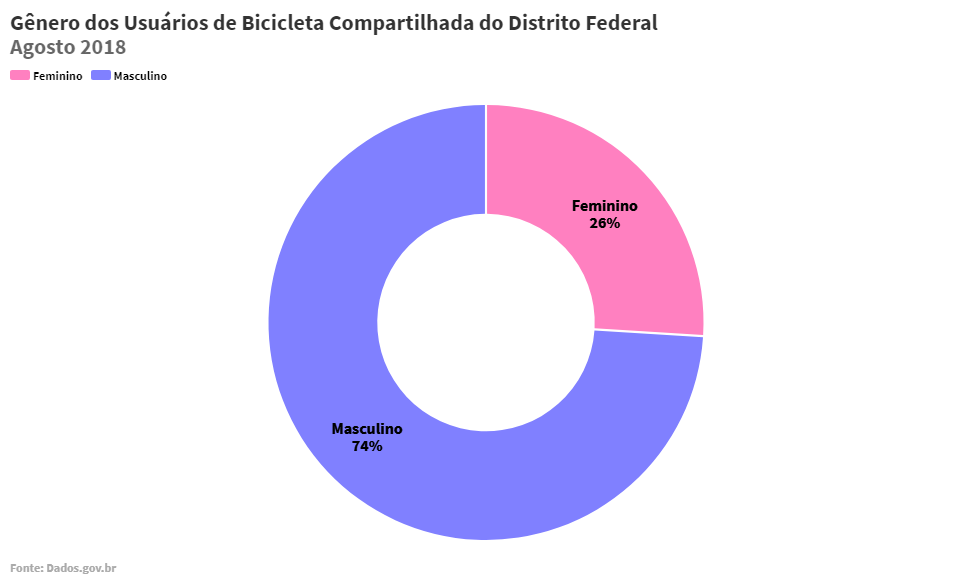 Gênero dos Usuários de Bicicleta Compartilhada do Distrito Federal
Agosto 2018
Feminino Masculino
Feminino
26%
Masculino
74%
Fonte: Dados.gov.br